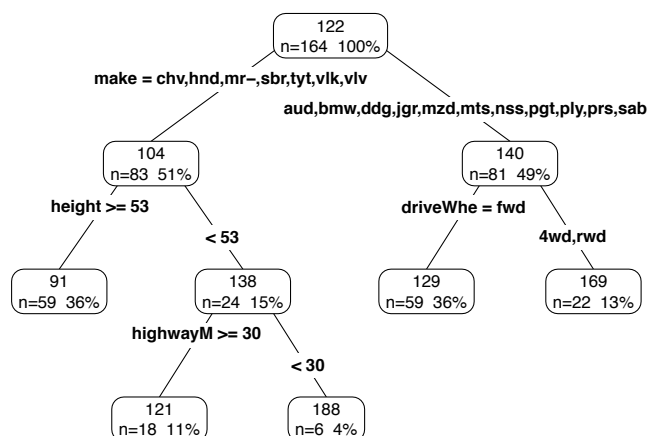 122
n=164 100%
make = chv,hnd,mr−,sbr,tyt,vlk,vlv
aud,bmw,ddg,jgr,mzd,mts,nss,pgt,ply,prs,sab
104
n=83 51%
140
n=81 49%
height >= 53
< 53
driveWhe = fwd
4wd,rwd
91
n=59 36%
138
n=24 15%
129
n=59 36%
169
n=22 13%
highwayM >= 30
< 30
121
n=18 11%
188
n=6 4%